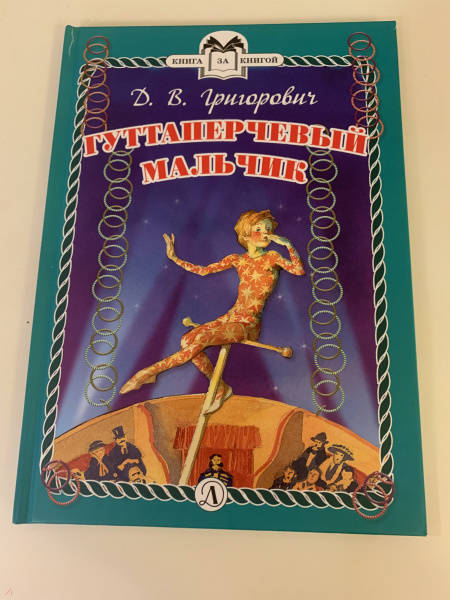 КНИГА ЗА КНИГОЙ
Д. В. Григорович
ГУТТАПЕРЧЕВЫЙ
МАЛЬЧИК
Д